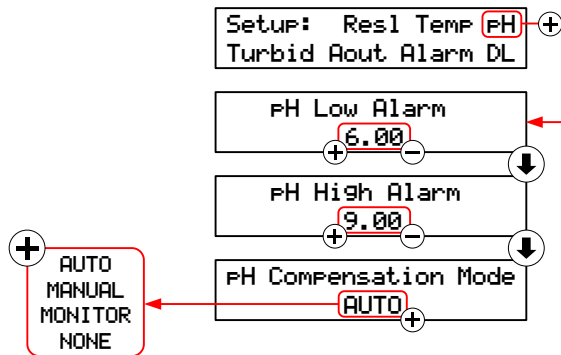 Setup: Resl Temp pH
Turbid Aout Alarm DL
pH Low Alarm
6.00
pH High Alarm
9.00
pH Compensation Mode
AUTO
AUTO
MANUAL
MONITOR
NONE